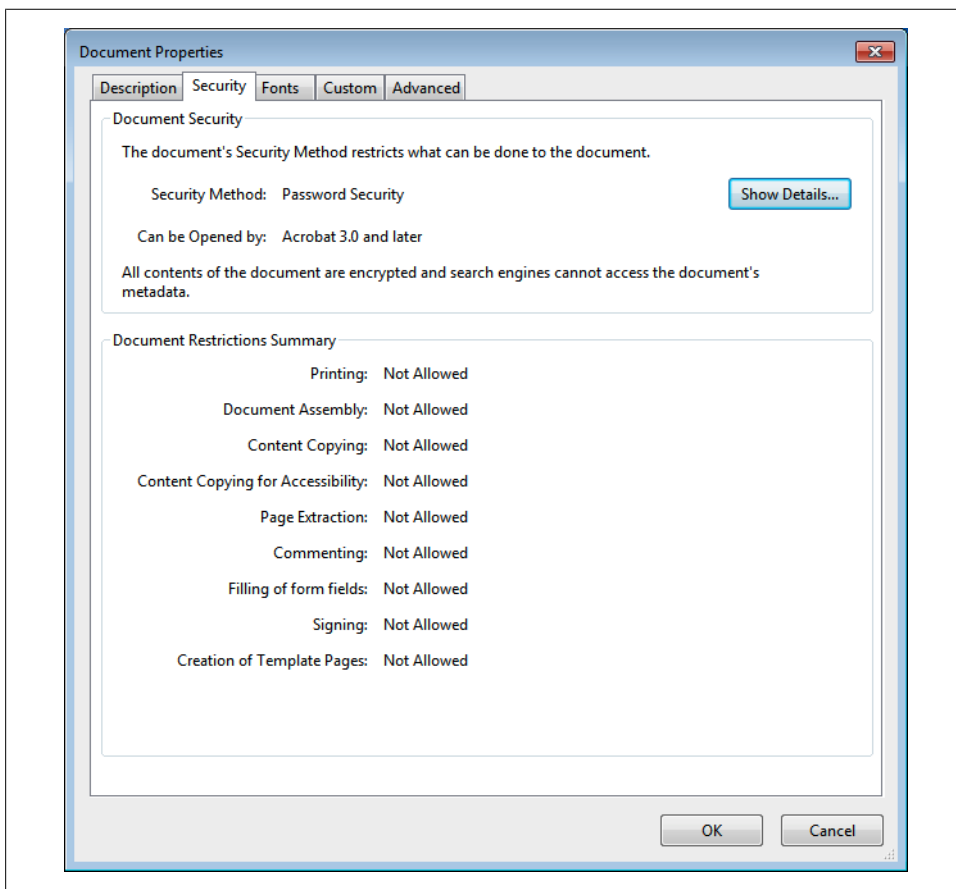 Document Properties
Description Security Fonts Custom Advanced
Document Security
The document's Security Method restricts what can be done to the document.
Security Method: Password Security Show Details...
Can be Opened by: Acrobat 3.0 and later
All contents of the document are encrypted and search engines cannot access the document's
metadata.
Document Restrictions Summary
Printing: Not Allowed
Document Assembly: Not Allowed
Content Copying: Not Allowed
Content Copying for Accessibility: Not Allowed
Page Extraction: Not Allowed
Commenting: Not Allowed
Filling of form fields: Not Allowed
Signing: Not Allowed
Creation of Template Pages: Not Allowed
OK Cancel